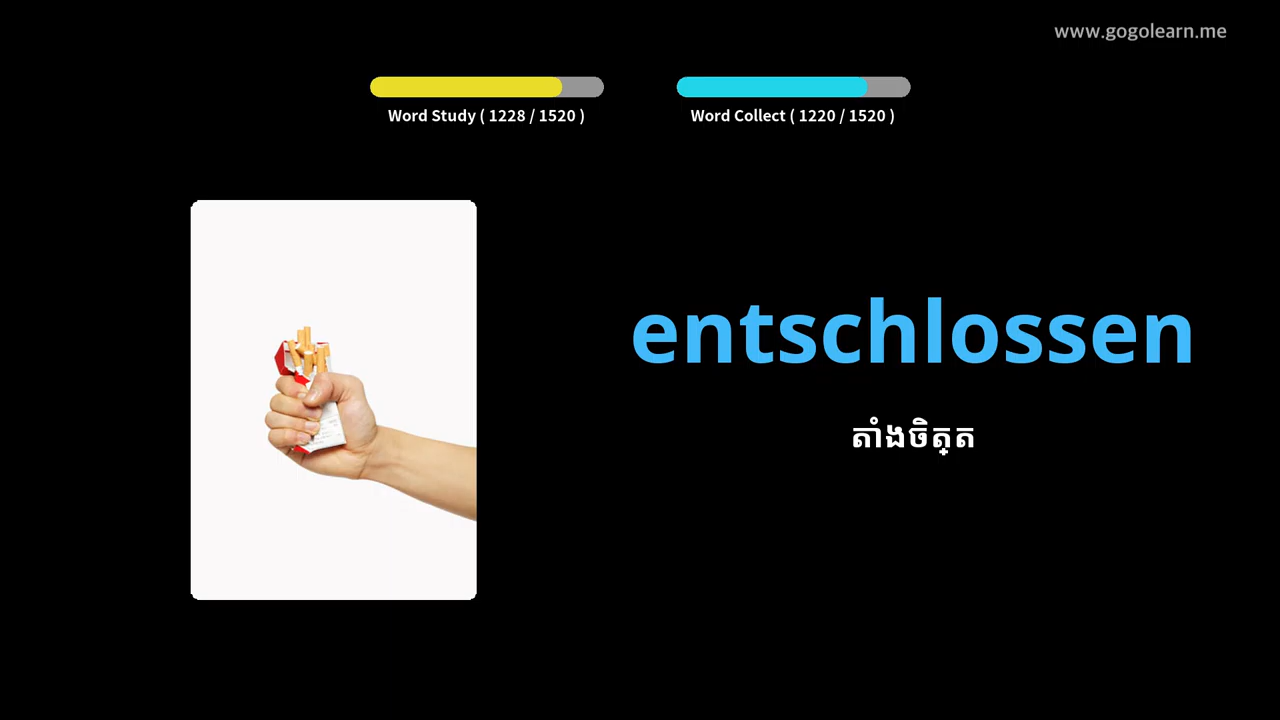 www.gogolearn.me
Word Study ( 1228 / 1520 )
Word Collect ( 1220 / 1520 )
entschlossen
តាំងចិត្ត